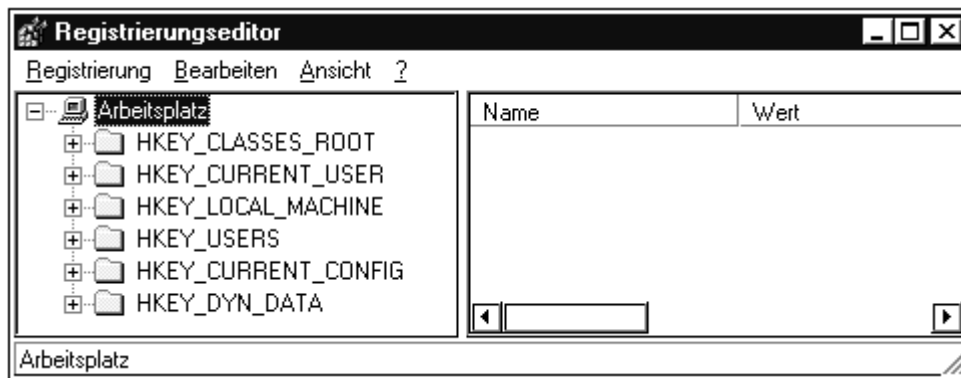 Registrierungseditor
Registrierung Bearbeiten Ansicht ?
Arbeitsplatz
HKEY_CLASSES_ROOT
HKEY_CURRENT_USER
HKEY_LOCAL_MACHINE
HKEY_USERS
HKEY_CURRENT_CONFIG
HKEY_DYN_DATA
Name Wert
Arbeitsplatz